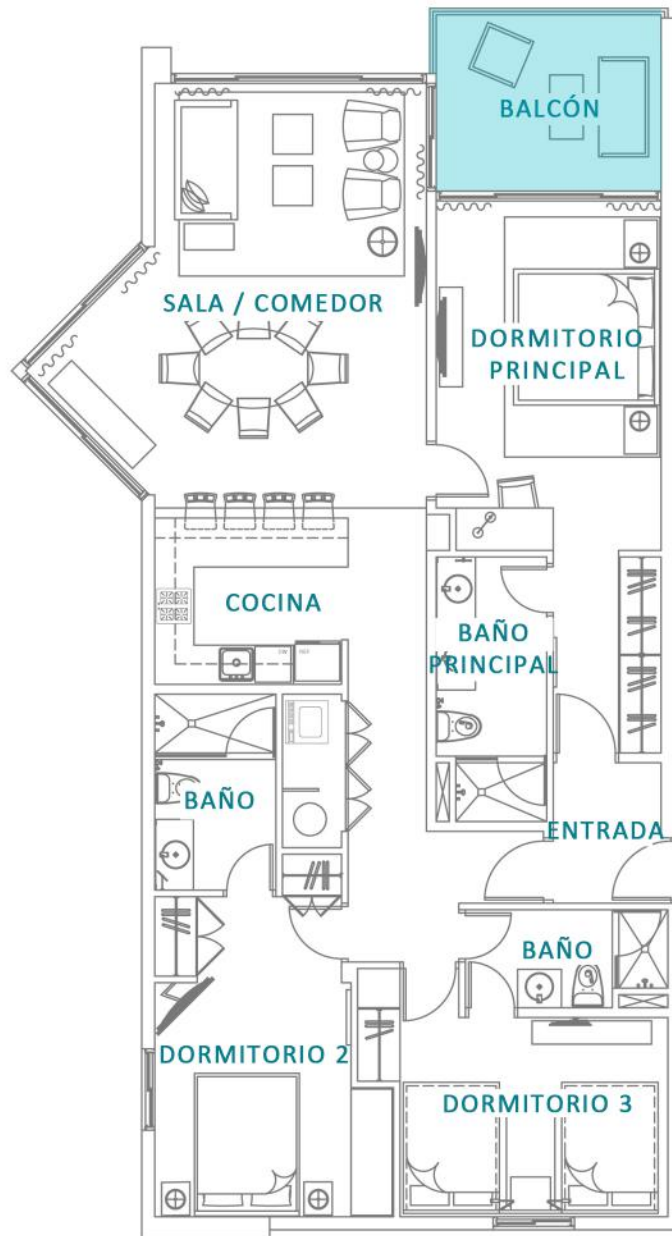 BALCÓN
SALA / COMEDOR
DORMITORIO
PRINCIPAL
COCINA
BAÑO
PRINCIPAL
BAÑO
ENTRADA
BAÑO
DORMITORIO 2
DORMITORIO 3